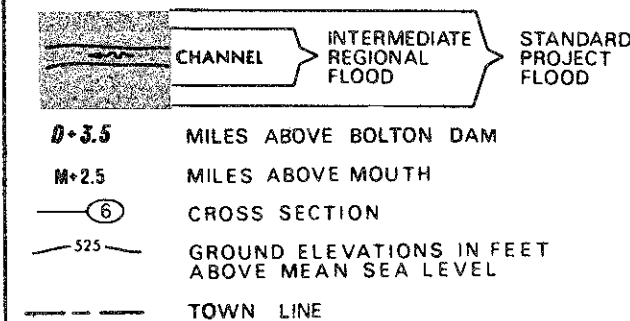 CHANNEL
INTERMEDIATE
REGIONAL
FLOOD
STANDARD
PROJECT
FLOOD
D+3.5 MILES ABOVE BOLTON DAM
M+2.5 MILES ABOVE MOUTH
6 CROSS SECTION
525 GROUND ELEVATIONS IN FEET
ABOVE MEAN SEA LEVEL
TOWN LINE